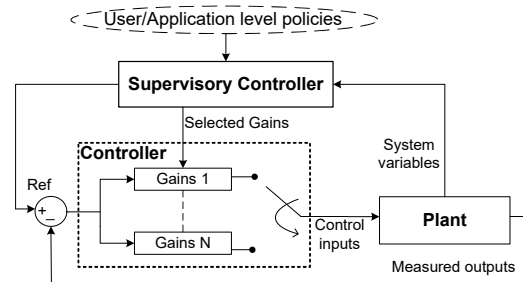 User/Application level policies
Supervisory Controller
Selected Gains
System
variables
Controller
Gains 1
Ref
+
−
Gains N
Control
inputs
Plant
Measured outputs